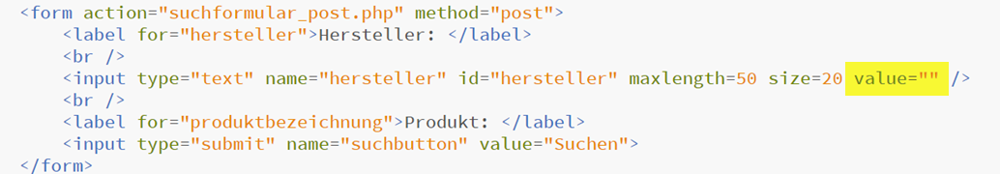 <form action="suchformular_post.php" method="post">
<label for="hersteller">Hersteller: </label>
<br />
<input type="text" name="hersteller" id="hersteller" maxlength=50 size=20 value="" />
<br />
<label for="produktbezeichnung">Produkt: </label>
<input type="submit" name="suchbutton" value="Suchen">
</form>